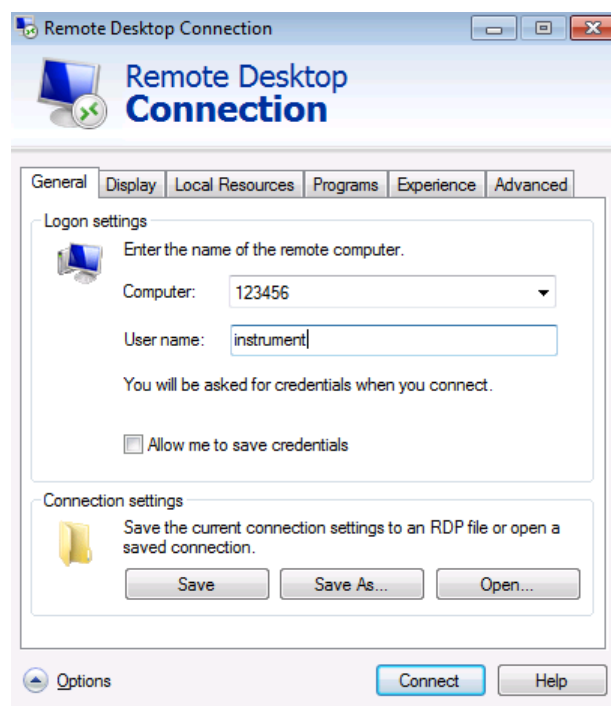 Remote Desktop Connection
Remote Desktop
Connection
General Display Local Resources Programs Experience Advanced
Logon settings
Enter the name of the remote computer.
Computer: 123456
User name: instrument
You will be asked for credentials when you connect.
Allow me to save credentials
Connection settings
Save the current connection settings to an RDP file or open a
saved connection.
Save Save As... Open...
Options Connect Help